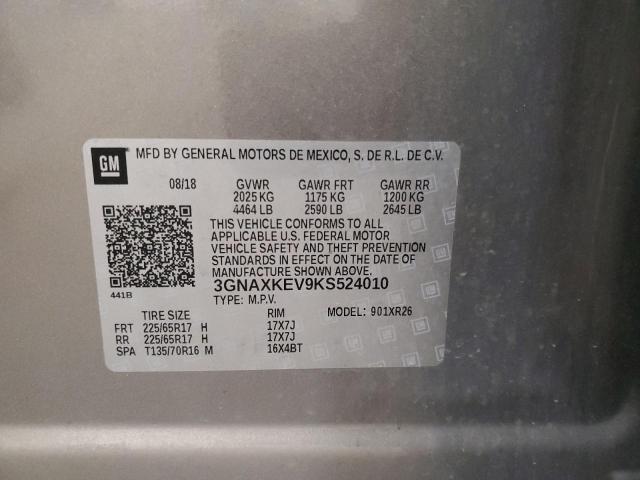 GM
MFD BY GENERAL MOTORS DE MEXICO, S. DE R.L. DE C.V.
08/18 GVWR GAWR FRT GAWR RR
2025 KG 1175 KG 1200 KG
4464 LB 2590 LB 2645 LB
THIS VEHICLE CONFORMS TO ALL
APPLICABLE U.S. FEDERAL MOTOR
VEHICLE SAFETY AND THEFT PREVENTION
STANDARDS IN EFFECT ON THE DATE OF
MANUFACTURE SHOWN ABOVE.
441B
3GNAXKEV9KS524010
TYPE: M.P.V.
TIRE SIZE RIM MODEL: 901XR26
FRT 225/65R17 H 17X7J
RR 225/65R17 H 17X7J
SPA T135/70R16 M 16X4BT